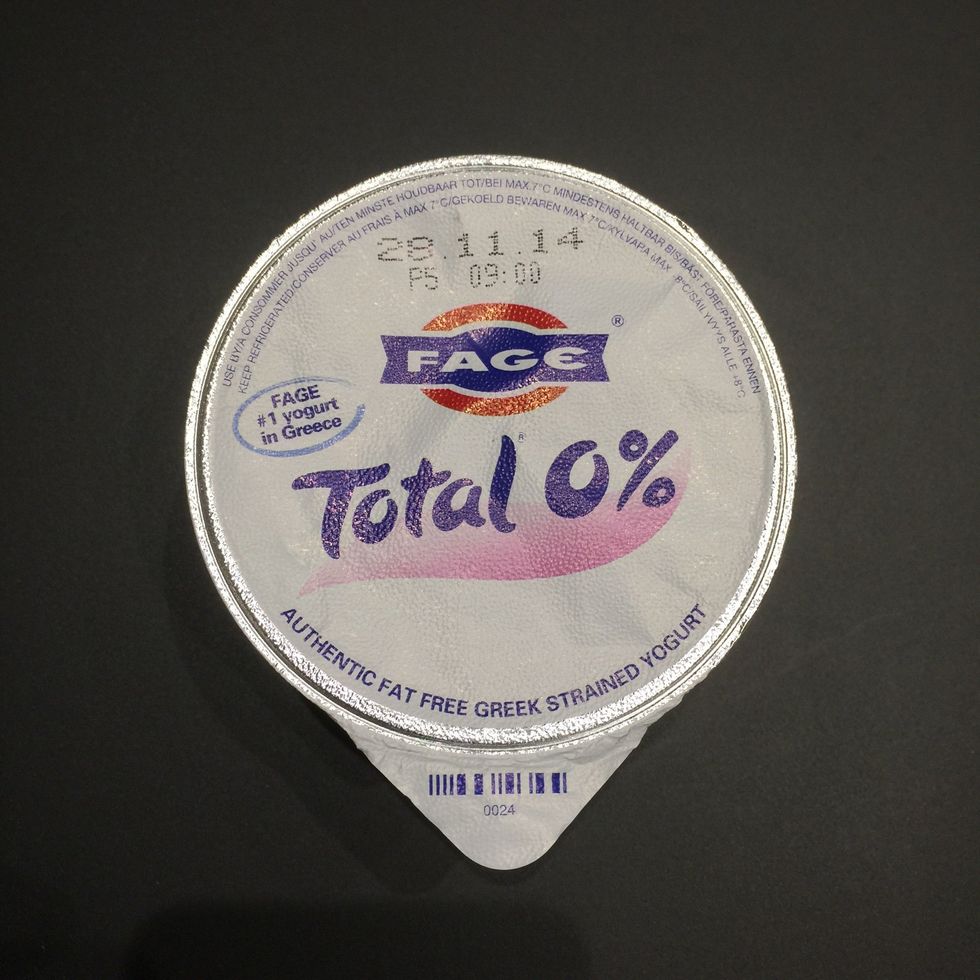 USE BY/A CONSOMMER JUSQU' AU/TEN MINSTE HOUDBAAR TOT/BEI MAX.7°C MINDESTENS HALTBAR BIS/BÄST FÖRE/PARASTA ENNEN
KEEP REFRIGERATED/CONSERVER AU FRAIS À MAX 7°C/GEKOELD BEWAREN MAX 7°C/KYLVARA MAX 8°C/SÄILYVYYS ALLE +8°C
28.11.14
P5 09:00
FAGE®
FAGE
#1 yogurt
in Greece
Total® 0%
AUTHENTIC FAT FREE GREEK STRAINED YOGURT
0024